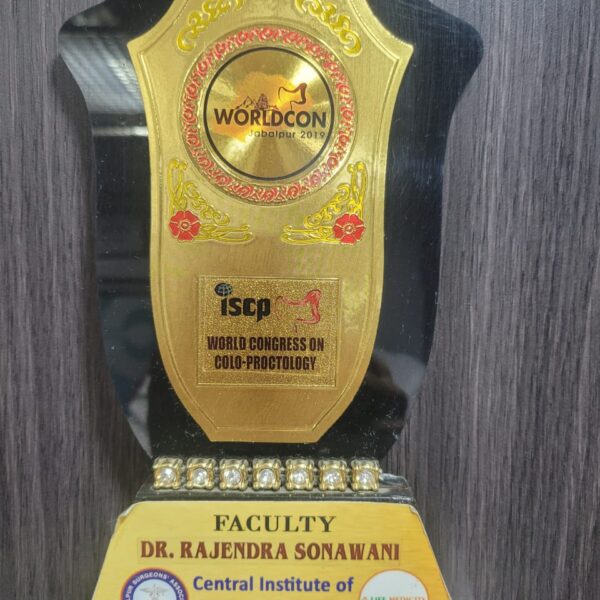 WORLDCON
Jabalpur 2019
iscp
WORLD CONGRESS ON
COLO-PROCTOLOGY
FACULTY
DR. RAJENDRA SONAWANI
Central Institute of